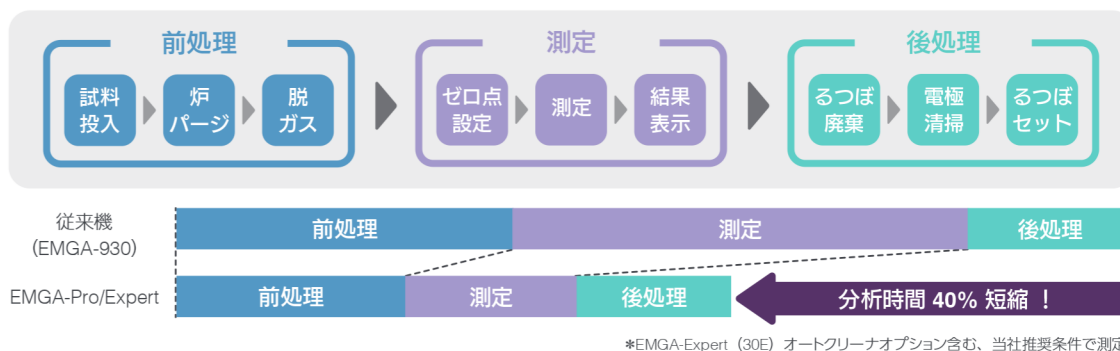 前処理
測定
後処理
試料
投入
炉
パージ
脱
ガス
ゼロ点
設定
測定
結果
表示
るつぼ
廃棄
電極
清掃
るつぼ
セット
従来機
(EMGA-930)
前処理
測定
後処理
EMGA-Pro/Expert
前処理
測定
後処理
分析時間 40% 短縮 !
*EMGA-Expert (30E) オートクリーナオプション含む、当社推奨条件で測定